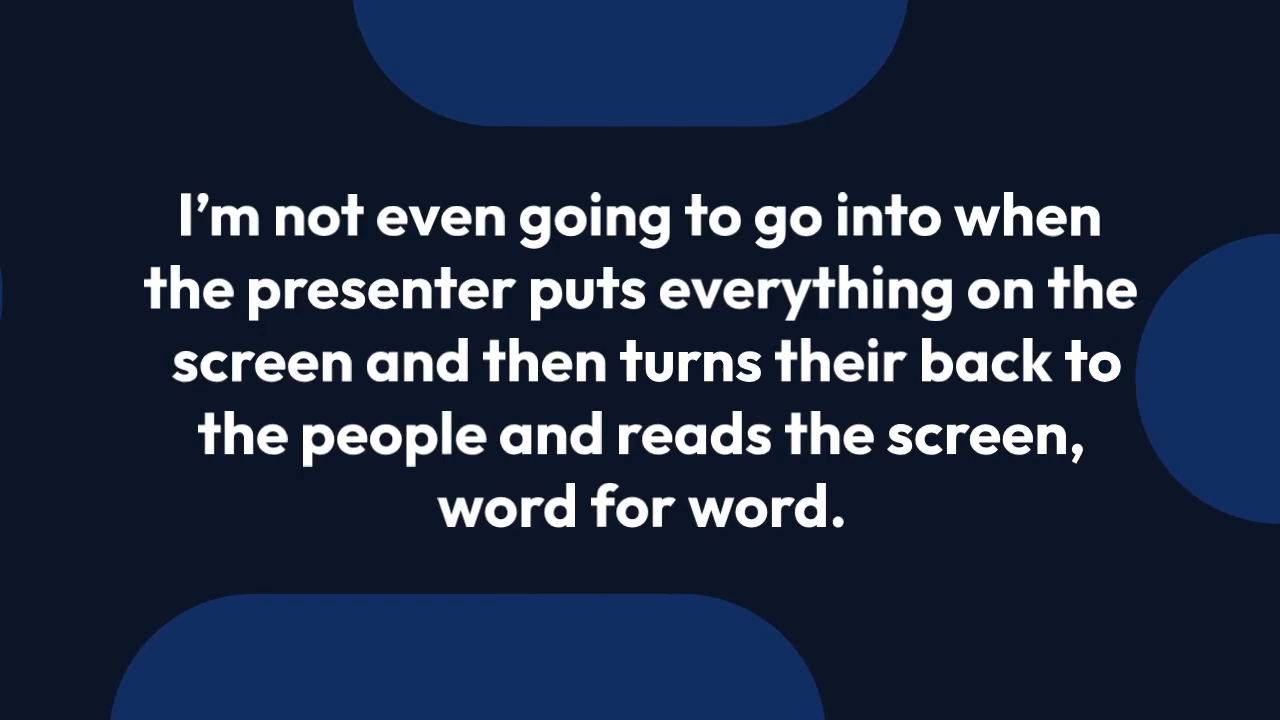 I’m not even going to go into when
the presenter puts everything on the
screen and then turns their back to
the people and reads the screen,
word for word.